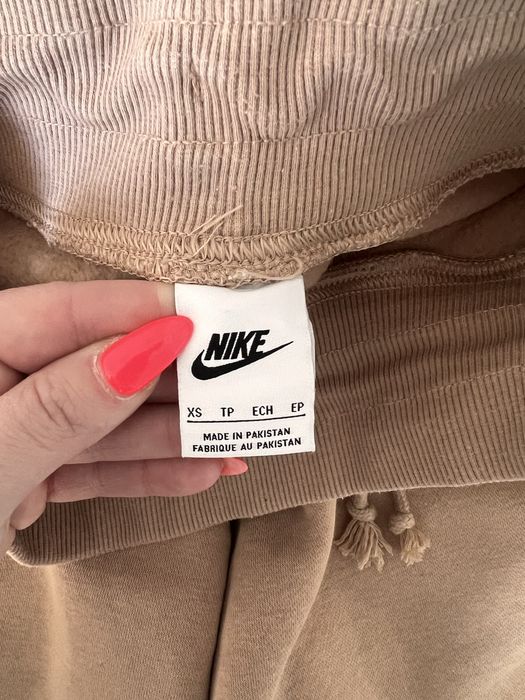 NIKE
XS TP ECH EP
MADE IN PAKISTAN
FABRIQUE AU PAKISTAN